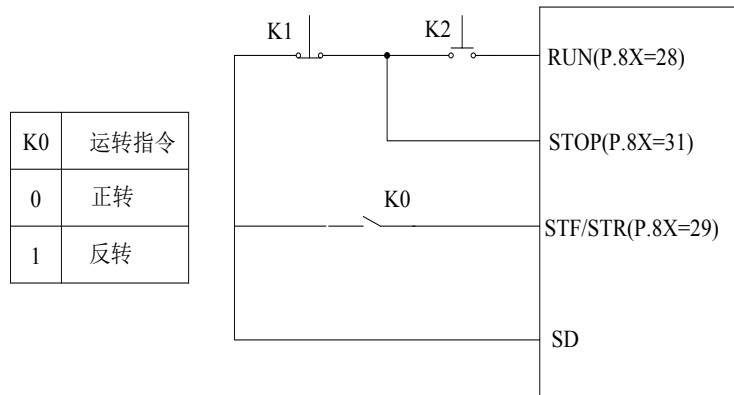 K1
K2
RUN(P.8X=28)
STOP(P.8X=31)
K0
STF/STR(P.8X=29)
SD
K0 运转指令
0 正转
1 反转